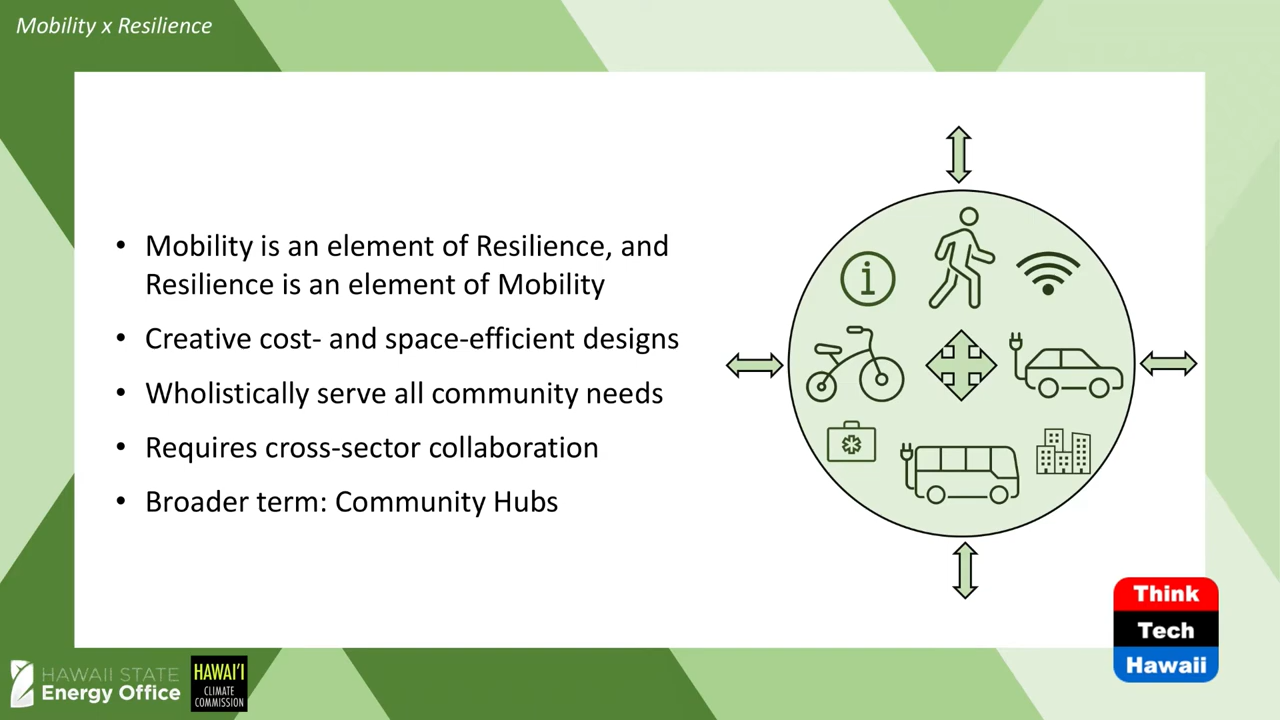 Mobility x Resilience
• Mobility is an element of Resilience, and
Resilience is an element of Mobility
• Creative cost- and space-efficient designs
• Wholistically serve all community needs
• Requires cross-sector collaboration
• Broader term: Community Hubs
i
Think
Tech
Hawaii
HAWAII STATE
Energy Office
HAWAI'I
CLIMATE
COMMISSION